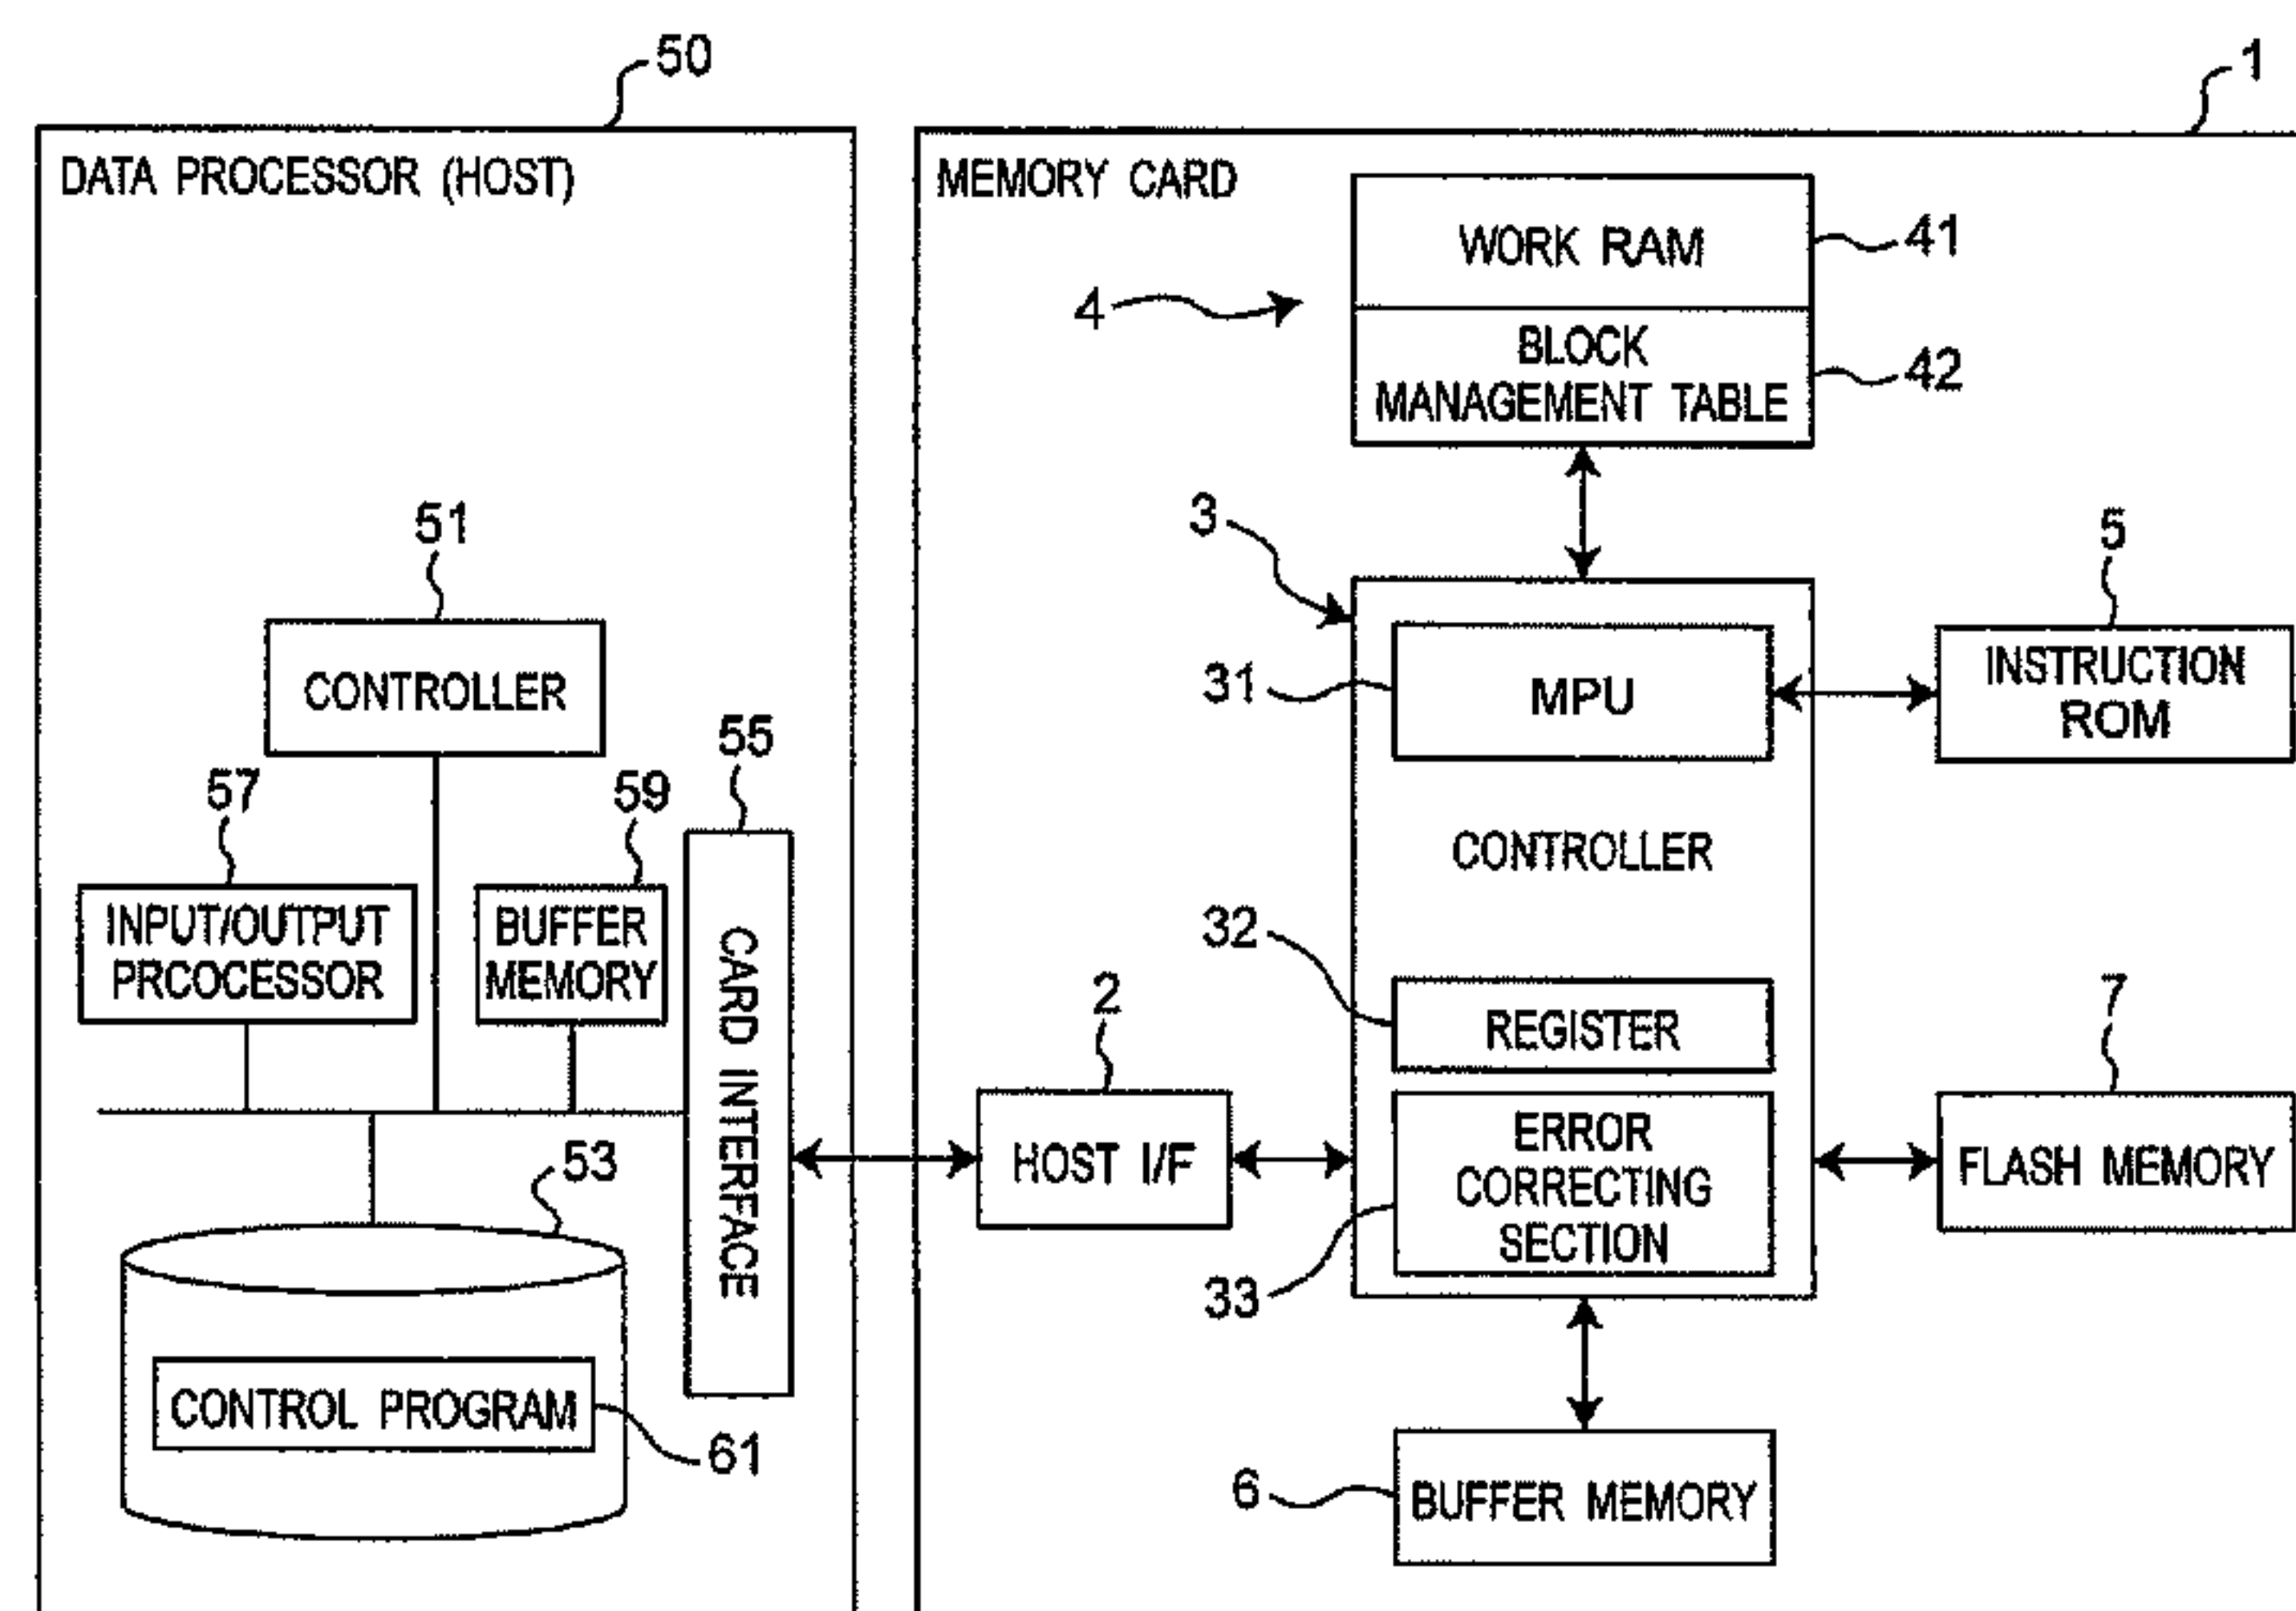 50
1
DATA PROCESSOR (HOST)
MEMORY CARD
WORK RAM
41
4
BLOCK
MANAGEMENT TABLE
42
51
CONTROLLER
3
31
MPU
5
INSTRUCTION
ROM
CONTROLLER
57
59
55
INPUT/OUTPUT
PRCOCESSOR
BUFFER
MEMORY
CARD INTERFACE
32
REGISTER
2
HOST I/F
7
FLASH MEMORY
ERROR
CORRECTING
SECTION
33
53
CONTROL PROGRAM
61
6
BUFFER MEMORY